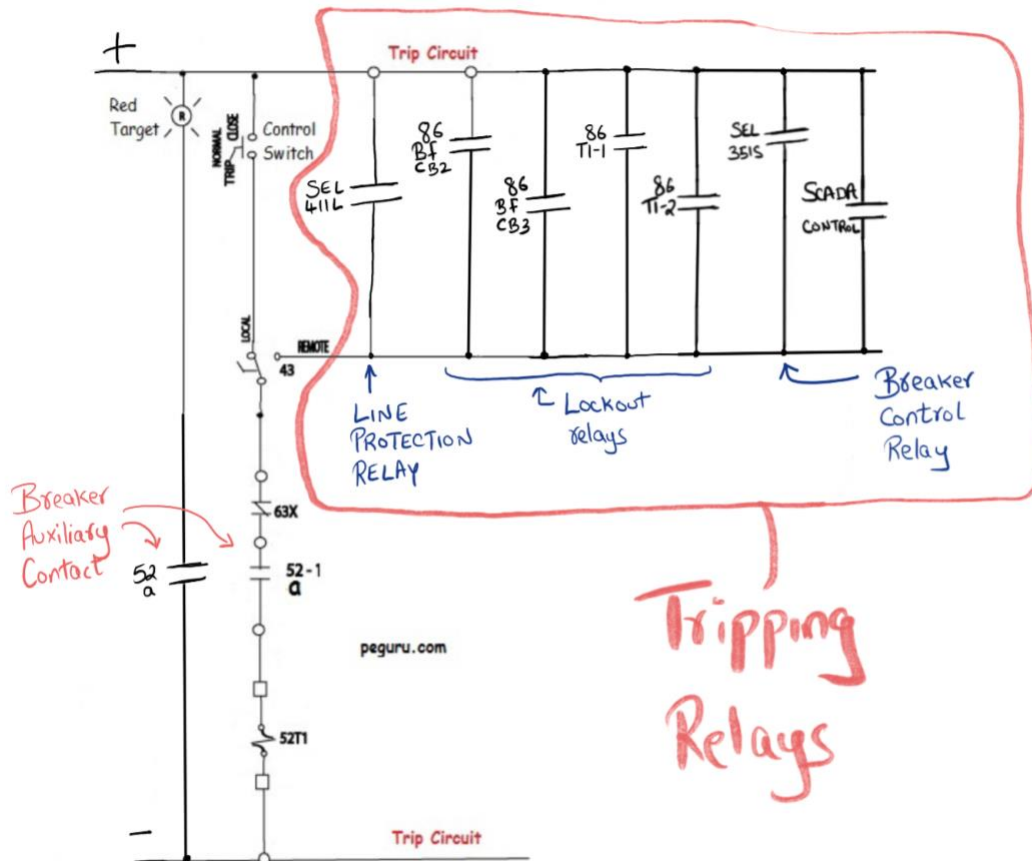 +
Trip Circuit
Red
Target
R
NORMAL
CLOSE
TRIP
Control
Switch
SEL
411L
86
Bf
CB2
86
BF
CB3
86
T1-1
86
T1-2
SEL
351S
SCADA
CONTROL
LOCAL
REMOTE
43
LINE
PROTECTION
RELAY
Lockout
relays
Breaker
Control
Relay
Breaker
Auxiliary
Contact
63X
52
a
52-1
a
peguru.com
Tripping
Relays
52T1
Trip Circuit
-